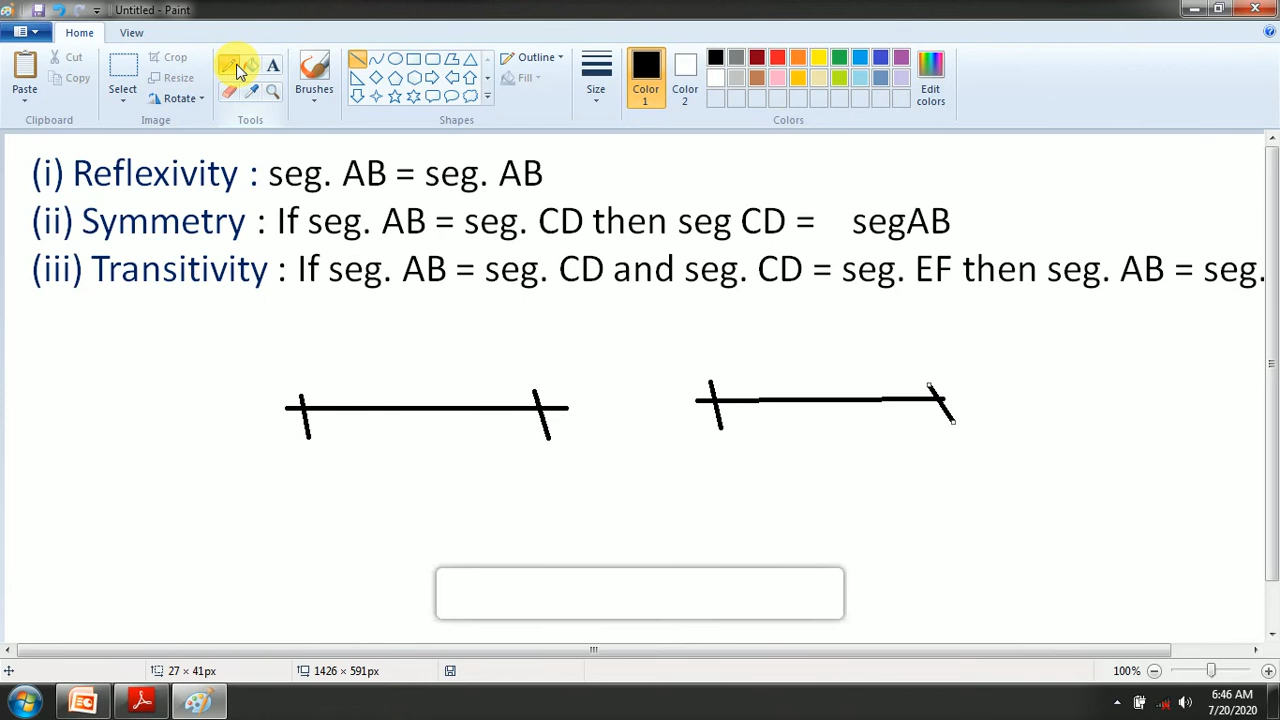 Untitled - Paint
Home View
Paste
Cut
Copy
Clipboard
Select
Crop
Resize
Rotate
Image
A
Tools
Brushes
Outline
Fill
Shapes
Size
Color 1
Color 2
Edit colors
Colors
(i) Reflexivity : seg. AB = seg. AB
(ii) Symmetry : If seg. AB = seg. CD then seg CD = segAB
(iii) Transitivity : If seg. AB = seg. CD and seg. CD = seg. EF then seg. AB = seg.
27 × 41px
1426 × 591px
100%
6:46 AM
7/20/2020